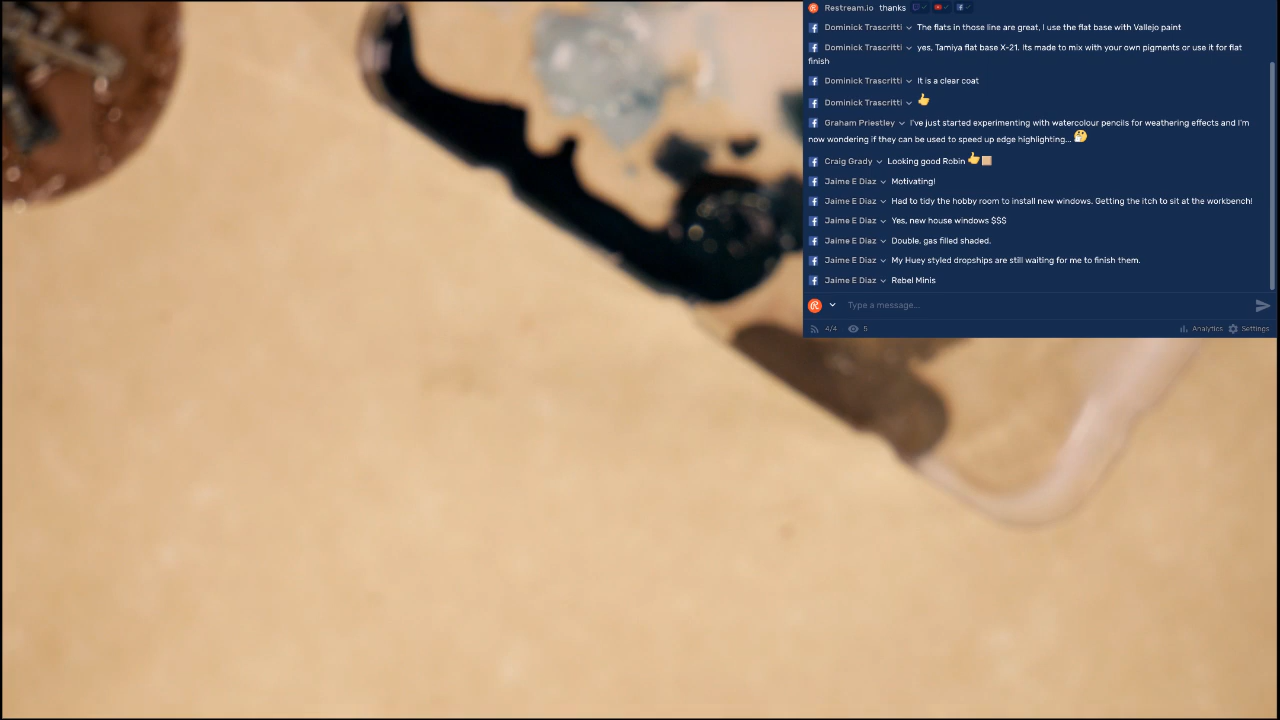 Restream.io thanks
Dominick Trascritti The flats in those line are great, I use the flat base with Vallejo paint
Dominick Trascritti yes, Tamiya flat base X-21. Its made to mix with your own pigments or use it for flat
finish
Dominick Trascritti It is a clear coat
Dominick Trascritti 👍
Graham Priestley I've just started experimenting with watercolour pencils for weathering effects and I'm
now wondering if they can be used to speed up edge highlighting... 🤔
Craig Grady Looking good Robin 👍🏼
Jaime E Diaz Motivating!
Jaime E Diaz Had to tidy the hobby room to install new windows. Getting the itch to sit at the workbench!
Jaime E Diaz Yes, new house windows $$$
Jaime E Diaz Double, gas filled shaded.
Jaime E Diaz My Huey styled dropships are still waiting for me to finish them.
Jaime E Diaz Rebel Minis
Type a message...
4/4 5 Analytics Settings